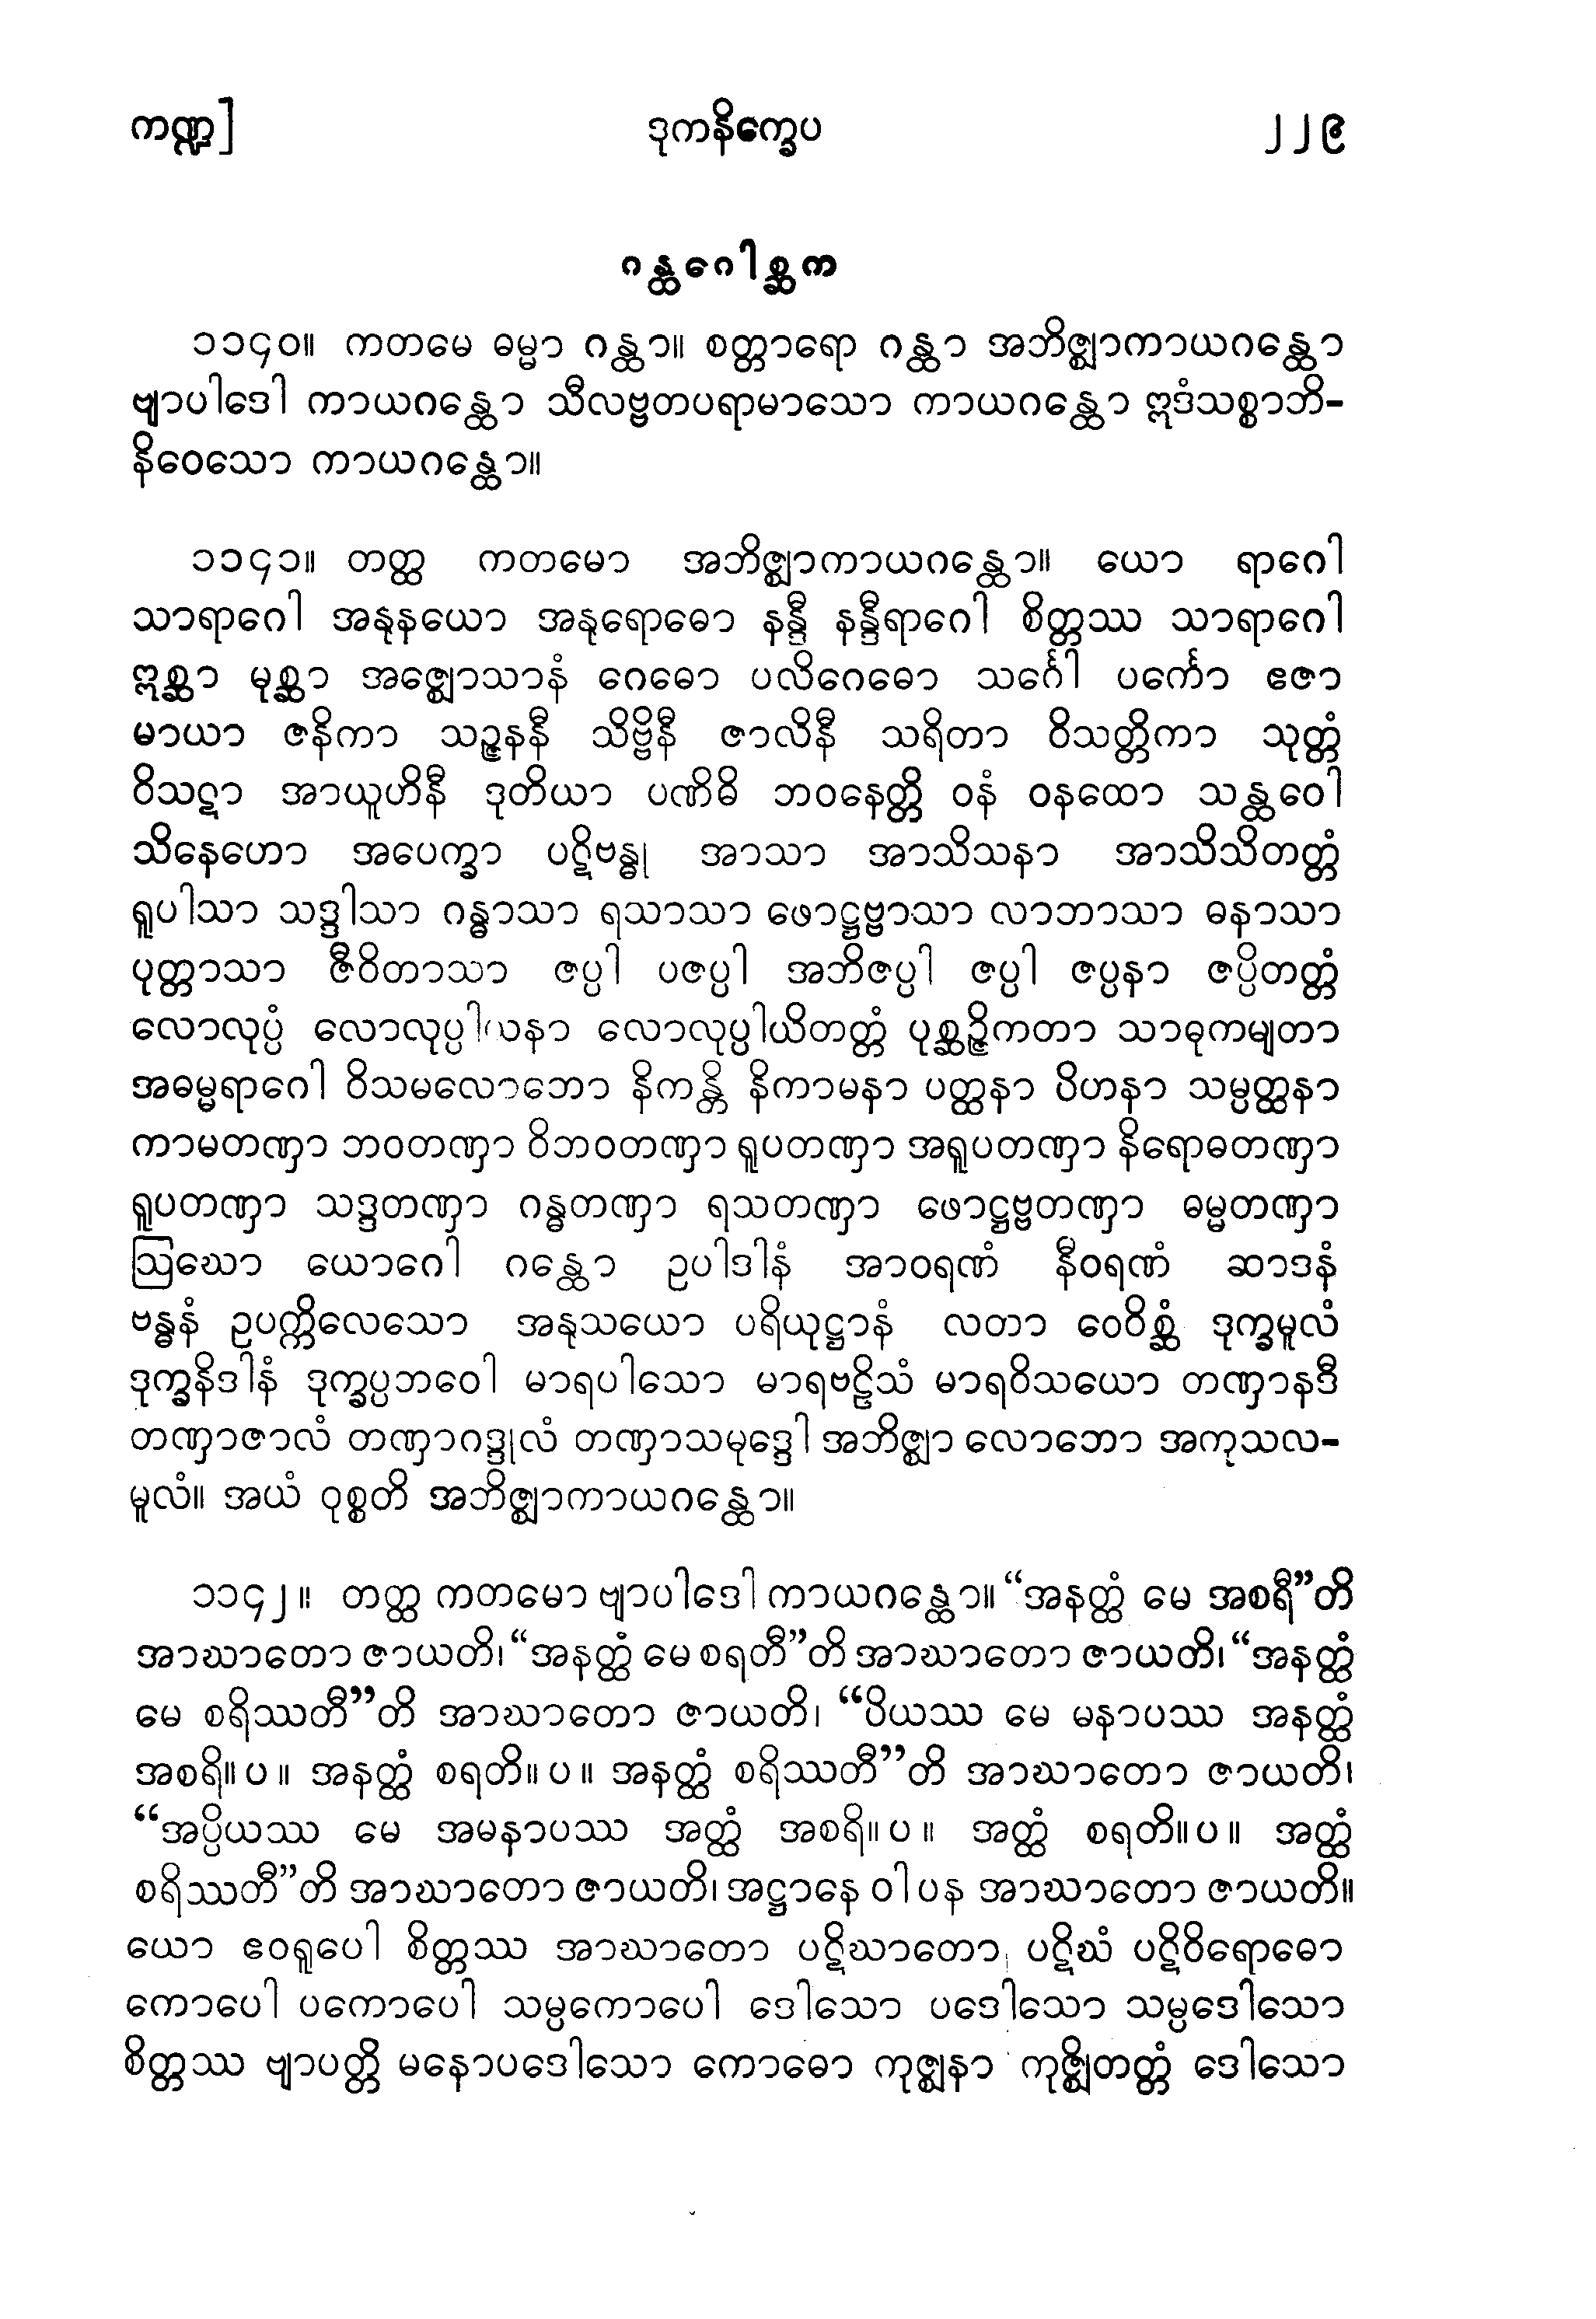 ကဏ္ဍ]
ဒုကနိက္ခေပ
၂၂၉
ဂန္ထဂေါစ္ဆက
၁၁၄၀။ ကတမေ ဓမ္မာ ဂန္ထာ။ စတ္တာရော ဂန္ထာ အဘိဇ္ဈာကာယဂန္ထော
ဗျာပါဒေါ ကာယဂန္ထော သီလဗ္ဗတပရာမာသော ကာယဂန္ထော ဣဒံသစ္စာဘိ-
နိဝေသော ကာယဂန္ထော။
၁၁၄၁။ တတ္ထ ကတမော အဘိဇ္ဈာကာယဂန္ထော။ ယော ရာဂေါ
သာရာဂေါ အနုနယော အနုရောဓော နန္ဒီ နန္ဒီရာဂေါ စိတ္တဿ သာရာဂေါ
ဣစ္ဆာ မုစ္ဆာ အဇ္ဈောသာနံ ဂေဓော ပလိဂေဓော သင်္ဂေါ ပင်္ကော ဧဇာ
မာယာ ဇနိကာ သဉ္ဇနနီ သိဗ္ဗိနီ ဇာလိနီ သရိတာ ဝိသတ္တိကာ သုတ္တံ
ဝိသဋာ အာယူဟိနီ ဒုတိယာ ပဏိဓိ ဘဝနေတ္တိ ဝနံ ဝနထော သန္ထဝေါ
သိနေဟော အပေက္ခာ ပဋိဗန္ဓု အာသာ အာသိသနာ အာသိသိတတ္တံ
ရူပါသာ သဒ္ဒါသာ ဂန္ဓာသာ ရသာသာ ဖောဋ္ဌဗ္ဗာသာ လာဘာသာ ဓနာသာ
ပုတ္တာသာ ဇီဝိတာသာ ဇပ္ပါ ပဇပ္ပါ အဘိဇပ္ပါ ဇပ္ပါ ဇပ္ပနာ ဇပ္ပိတတ္တံ
လောလုပ္ပံ လောလုပ္ပါယနာ လောလုပ္ပါယိတတ္တံ ပုစ္ဆဉ္ဇိကတာ သာဓုကမျတာ
အဓမ္မရာဂေါ ဝိသမလောဘော နိကန္တိ နိကာမနာ ပတ္ထနာ ပိဟနာ သမ္ပတ္ထနာ
ကာမတဏှာ ဘဝတဏှာ ဝိဘဝတဏှာ ရူပတဏှာ အရူပတဏှာ နိရောဓတဏှာ
ရူပတဏှာ သဒ္ဒတဏှာ ဂန္ဓတဏှာ ရသတဏှာ ဖောဋ္ဌဗ္ဗတဏှာ ဓမ္မတဏှာ
ဩဃော ယောဂေါ ဂန္ထော ဥပါဒါနံ အာဝရဏံ နီဝရဏံ ဆာဒနံ
ဗန္ဓနံ ဥပက္ကိလေသော အနုသယော ပရိယုဋ္ဌာနံ လတာ ဝေဝိစ္ဆံ ဒုက္ခမူလံ
ဒုက္ခနိဒါနံ ဒုက္ခပ္ပဘဝေါ မာရပါသော မာရဗဠိသံ မာရဝိသယော တဏှာနဒီ
တဏှာဇာလံ တဏှာဂဒ္ဒုလံ တဏှာသမုဒ္ဒေါ အဘိဇ္ဈာ လောဘော အကုသလ-
မူလံ။ အယံ ဝုစ္စတိ အဘိဇ္ဈာကာယဂန္ထော။
၁၁၄၂။ တတ္ထ ကတမော ဗျာပါဒေါ ကာယဂန္ထော။ “အနတ္ထံ မေ အစရီ”တိ
အာဃာတော ဇာယတိ၊ “အနတ္ထံ မေ စရတီ”တိ အာဃာတော ဇာယတိ၊ “အနတ္ထံ
မေ စရိဿတီ”တိ အာဃာတော ဇာယတိ၊ “ပိယဿ မေ မနာပဿ အနတ္ထံ
အစရိ။ပ။ အနတ္ထံ စရတိ။ပ။ အနတ္ထံ စရိဿတီ”တိ အာဃာတော ဇာယတိ၊
“အပ္ပိယဿ မေ အမနာပဿ အတ္ထံ အစရိ။ပ။ အတ္ထံ စရတိ။ပ။ အတ္ထံ
စရိဿတီ”တိ အာဃာတော ဇာယတိ၊ အဋ္ဌာနေ ဝါ ပန အာဃာတော ဇာယတိ။
ယော ဧဝရူပေါ စိတ္တဿ အာဃာတော ပဋိဃာတော ပဋိဃံ ပဋိဝိရောဓော
ကောပေါ ပကောပေါ သမ္ပကောပေါ ဒေါသော ပဒေါသော သမ္ပဒေါသော
စိတ္တဿ ဗျာပတ္တိ မနောပဒေါသော ကောဓော ကုဇ္ဈနာ ကုဇ္ဈိတတ္တံ ဒေါသော